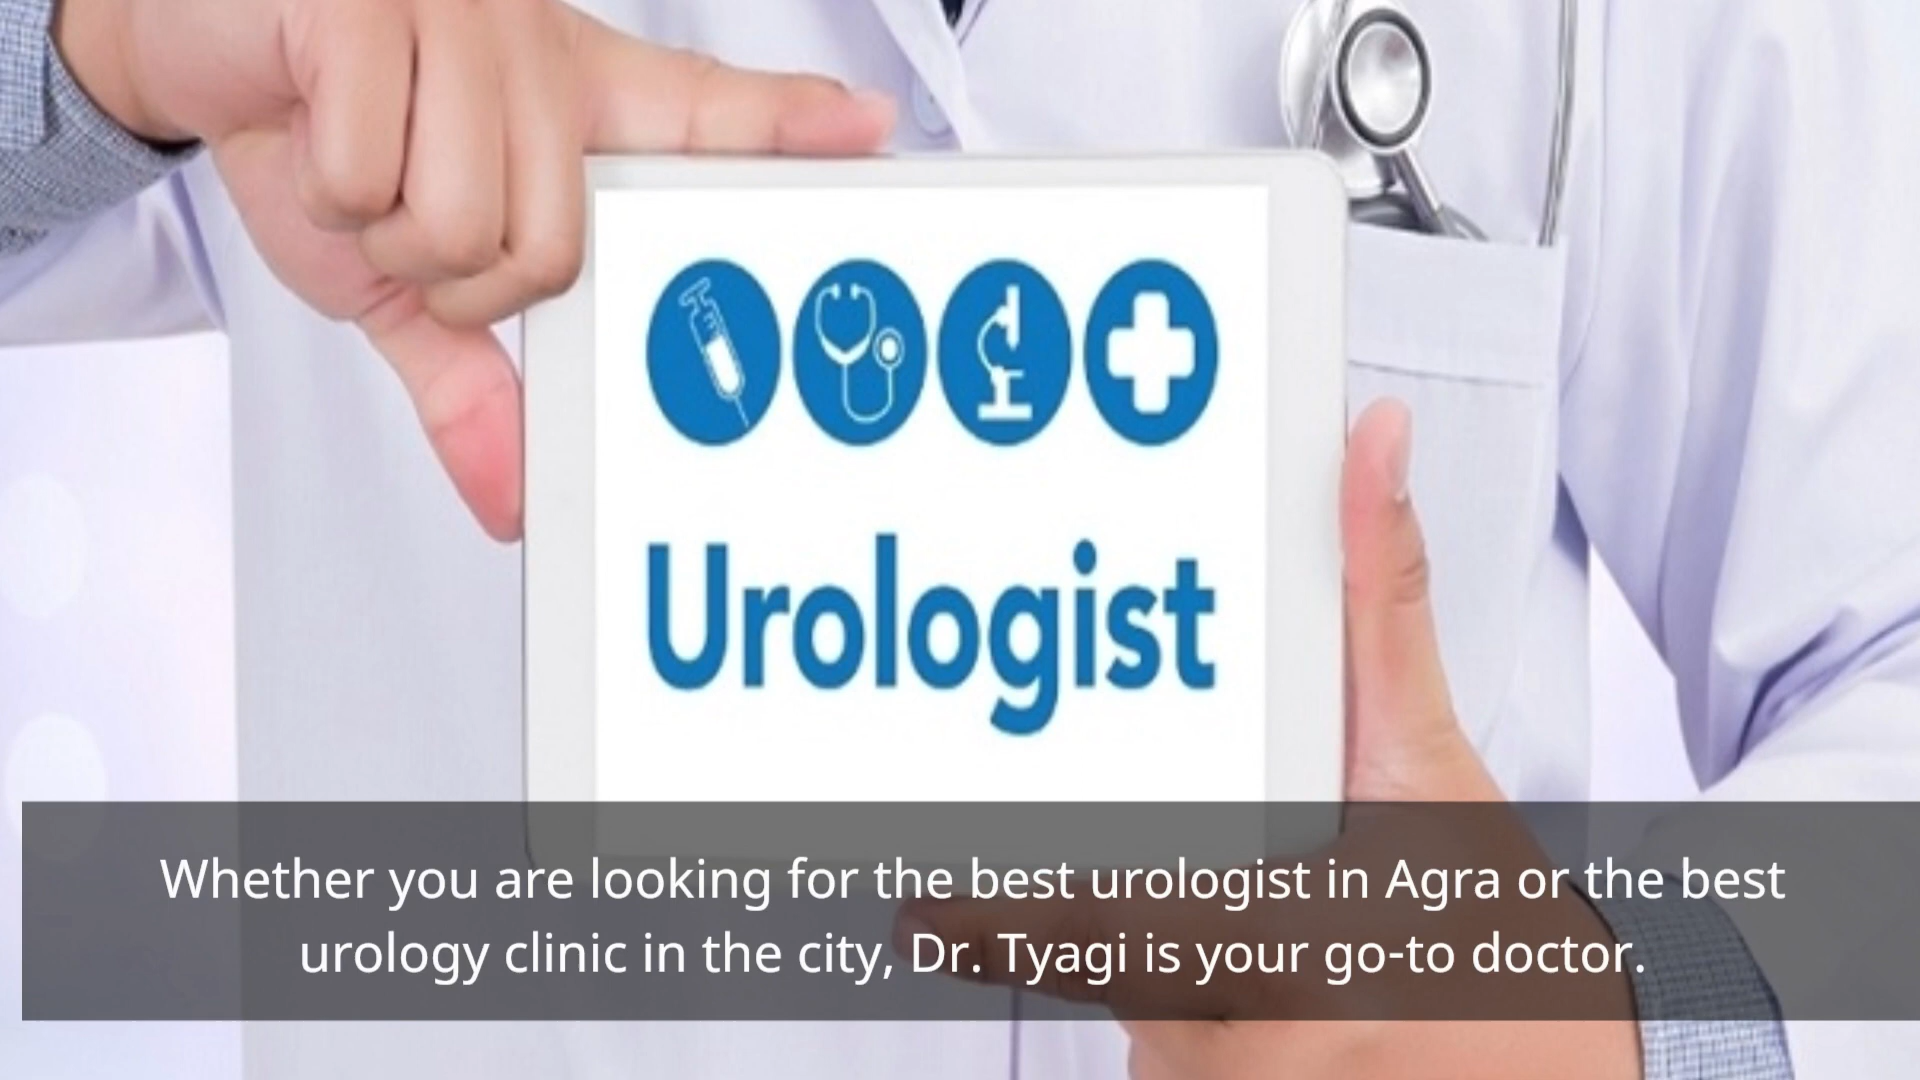 Urologist
Whether you are looking for the best urologist in Agra or the best
urology clinic in the city, Dr. Tyagi is your go-to doctor.